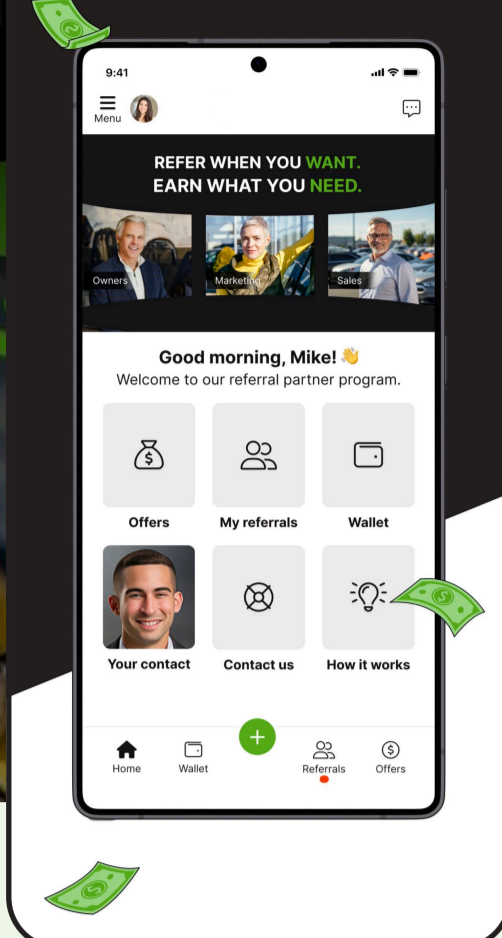 9:41
Menu
REFER WHEN YOU WANT.
EARN WHAT YOU NEED.
Owners
Marketing
Sales
Good morning, Mike! 👋
Welcome to our referral partner program.
Offers
My referrals
Wallet
Your contact
Contact us
How it works
Home
Wallet
+
Referrals
Offers